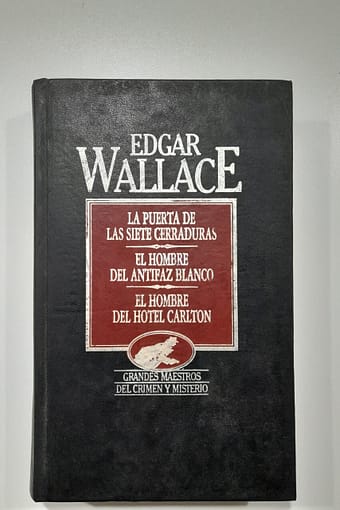 EDGAR
WALLACE
LA PUERTA DE
LAS SIETE CERRADURAS
EL HOMBRE
DEL ANTIFAZ BLANCO
EL HOMBRE
DEL HOTEL CARLTON
GRANDES MAESTROS
DEL CRIMEN Y MISTERIO